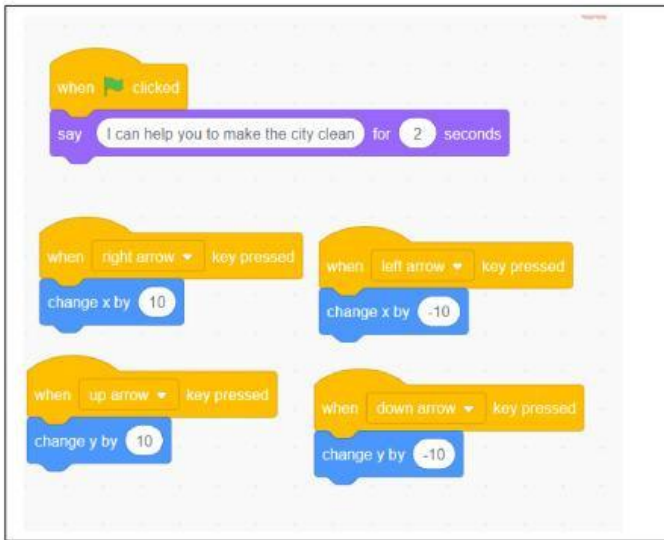 when clicked
say I can help you to make the city clean for 2 seconds
when right arrow key pressed
change x by 10
when left arrow key pressed
change x by -10
when up arrow key pressed
change y by 10
when down arrow key pressed
change y by -10